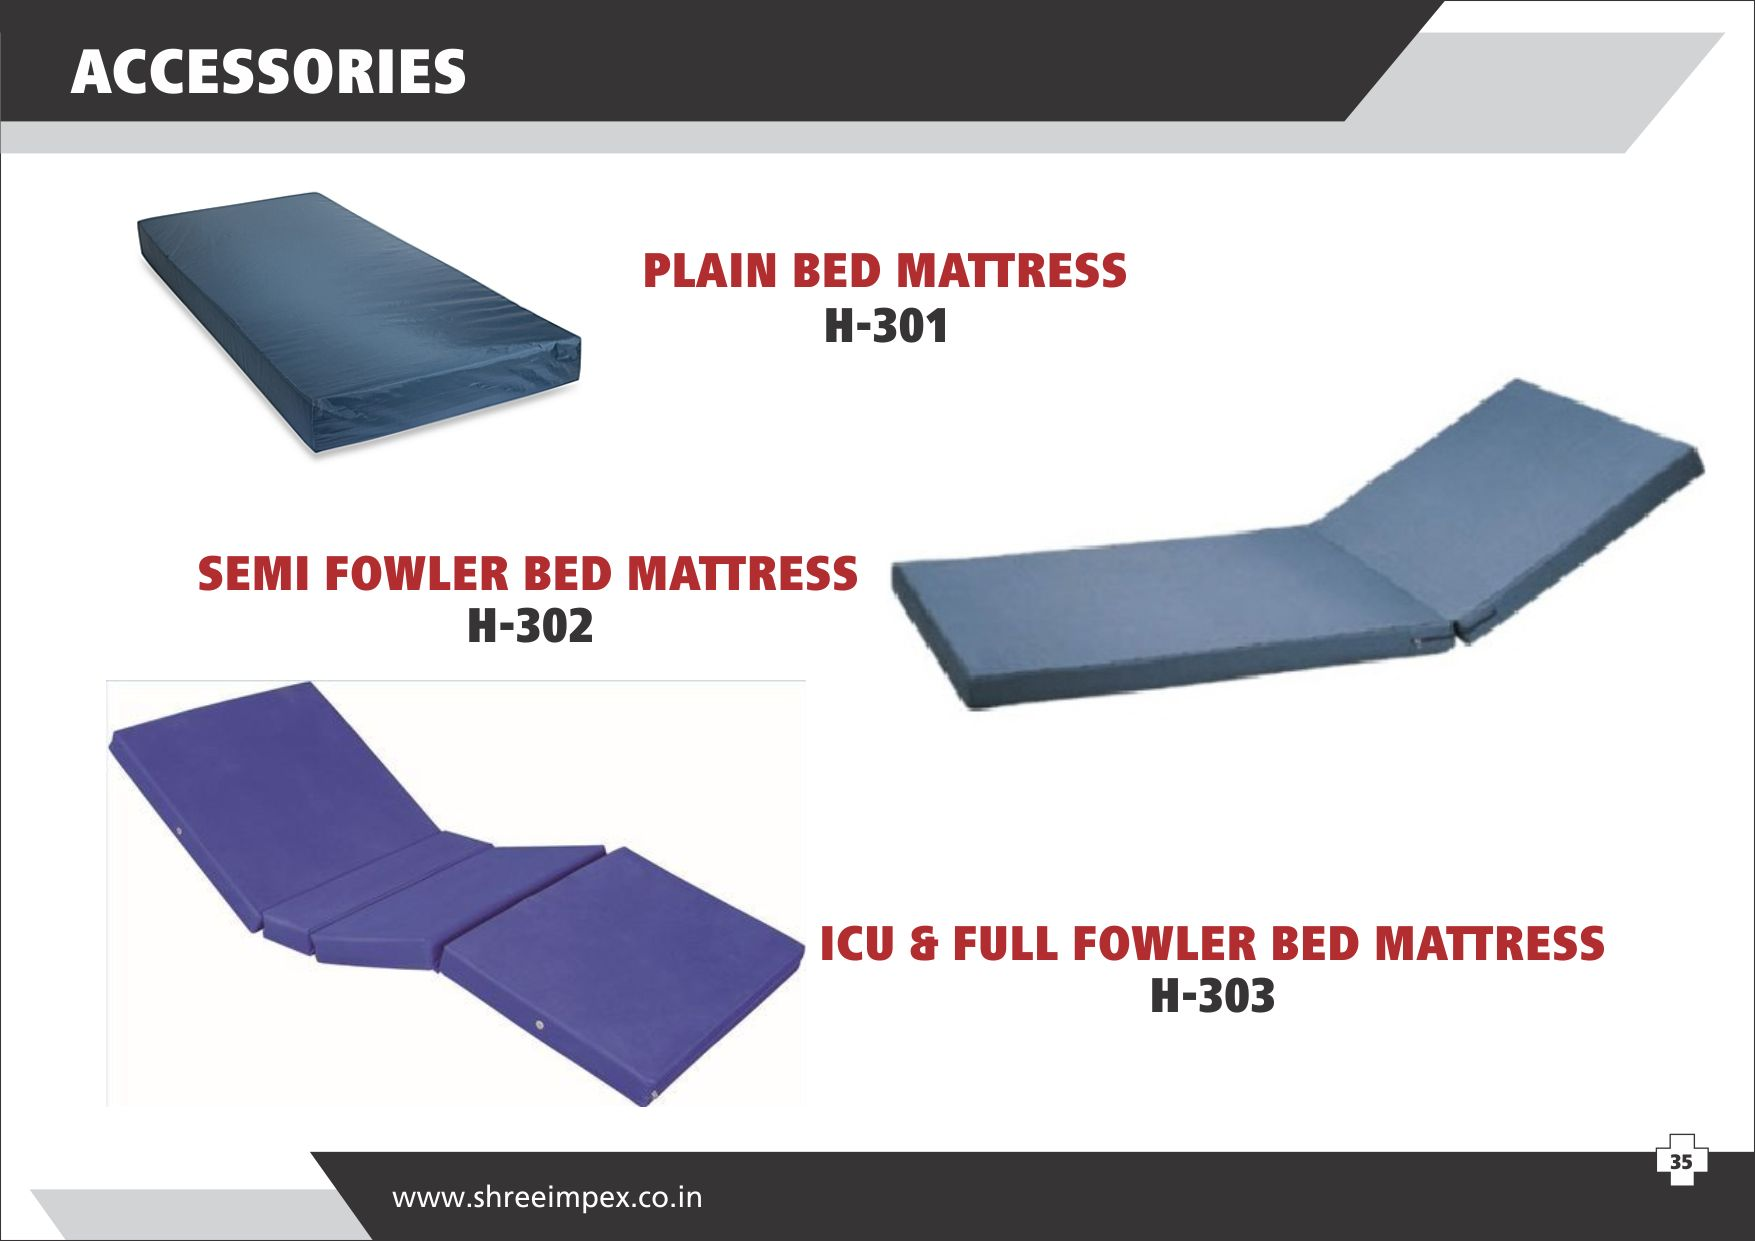 ACCESSORIES
PLAIN BED MATTRESS
H-301
SEMI FOWLER BED MATTRESS
H-302
ICU & FULL FOWLER BED MATTRESS
H-303
35
www.shreeimpex.co.in